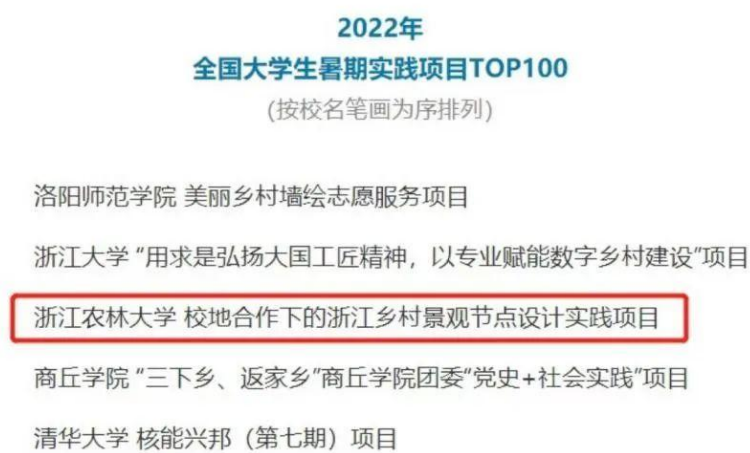 2022年
全国大学生暑期实践项目TOP100
(按校名笔画为序排列)
洛阳师范学院 美丽乡村墙绘志愿服务项目
浙江大学 “用求是弘扬大国工匠精神，以专业赋能数字乡村建设”项目
浙江农林大学 校地合作下的浙江乡村景观节点设计实践项目
商丘学院 “三下乡、返家乡”商丘学院团委“党史+社会实践”项目
清华大学 核能兴邦（第七期）项目